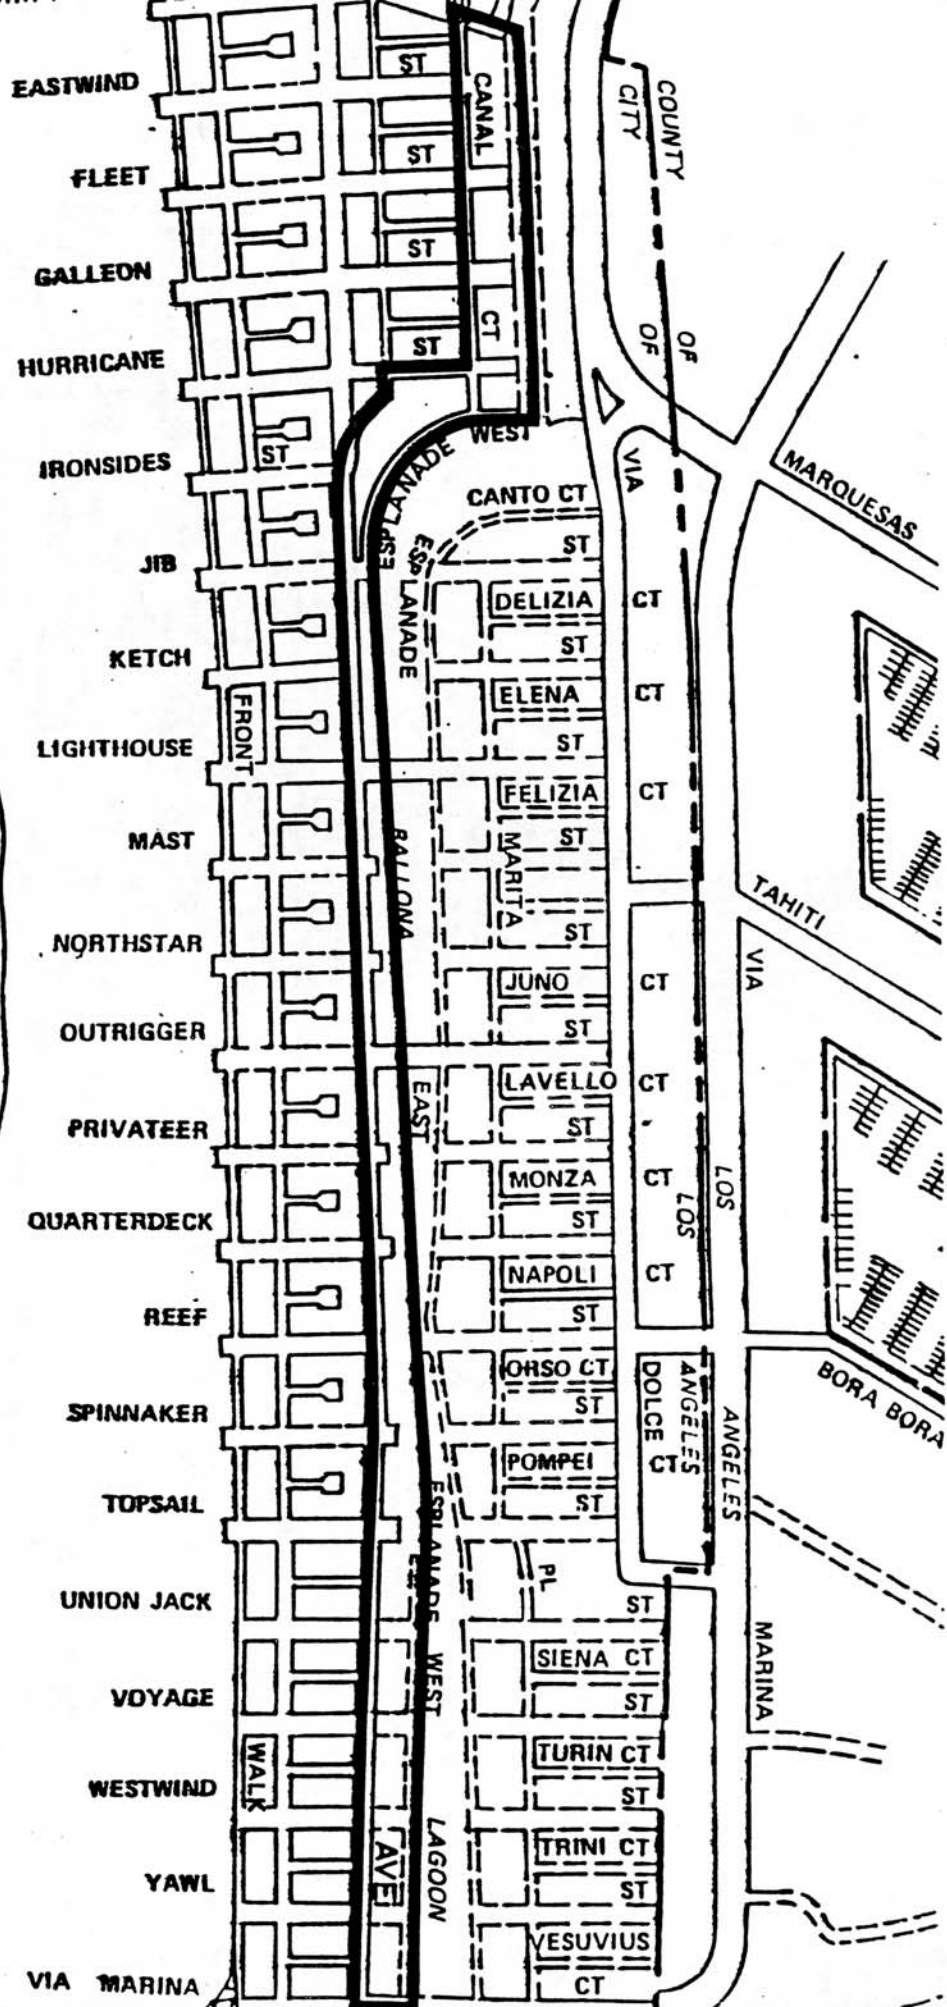 EASTWIND
ST
CANAL
COUNTY
CITY
FLEET
ST
GALLEON
ST
OF
OF
HURRICANE
ST
CT
IRONSIDES
ST
WEST
ESPLANADE
CANTO CT
VIA
MARQUESAS
JIB
ST
ESPLANADE
DELIZIA CT
KETCH
ST
ELENA CT
LIGHTHOUSE
FRONT
ST
FELIZIA CT
MAST
BALLONA
ST
MARITA
TAHITI
NORTHSTAR
ST
VIA
JUNO CT
OUTRIGGER
ST
LAVELLO CT
EAST
PRIVATEER
ST
MONZA CT
LOS
LOS
QUARTERDECK
ST
NAPOLI CT
REEF
ST
ORSO CT
DOLCE
ANGELES
ANGELES
BORA BORA
SPINNAKER
ST
POMPEI CT
TOPSAIL
ST
ESPLANADE
PL
UNION JACK
ST
WEST
SIENA CT
MARINA
VOYAGE
ST
TURIN CT
WALK
WESTWIND
ST
LAGOON
TRINI CT
AVE
YAWL
ST
VESUVIUS
VIA MARINA
CT